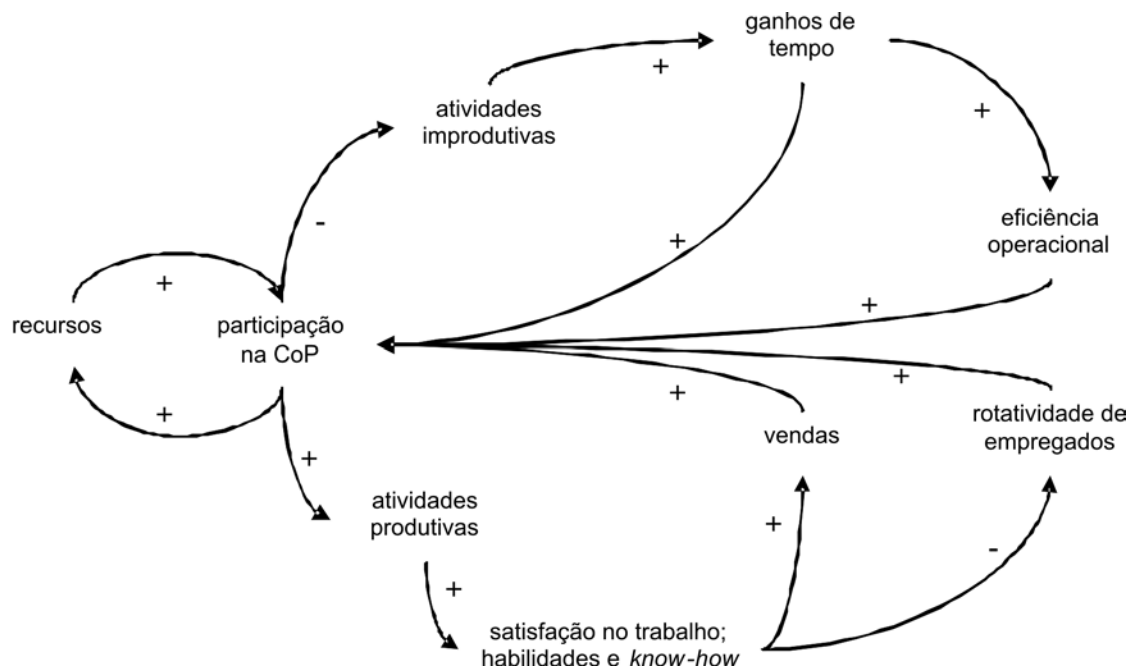 ganhos de
tempo
+
+
atividades
improdutivas
-
eficiência
operacional
+
+
+
recursos
participação
na CoP
+
+
+
rotatividade de
empregados
vendas
+
atividades
produtivas
+
-
+
satisfação no trabalho;
habilidades e know-how